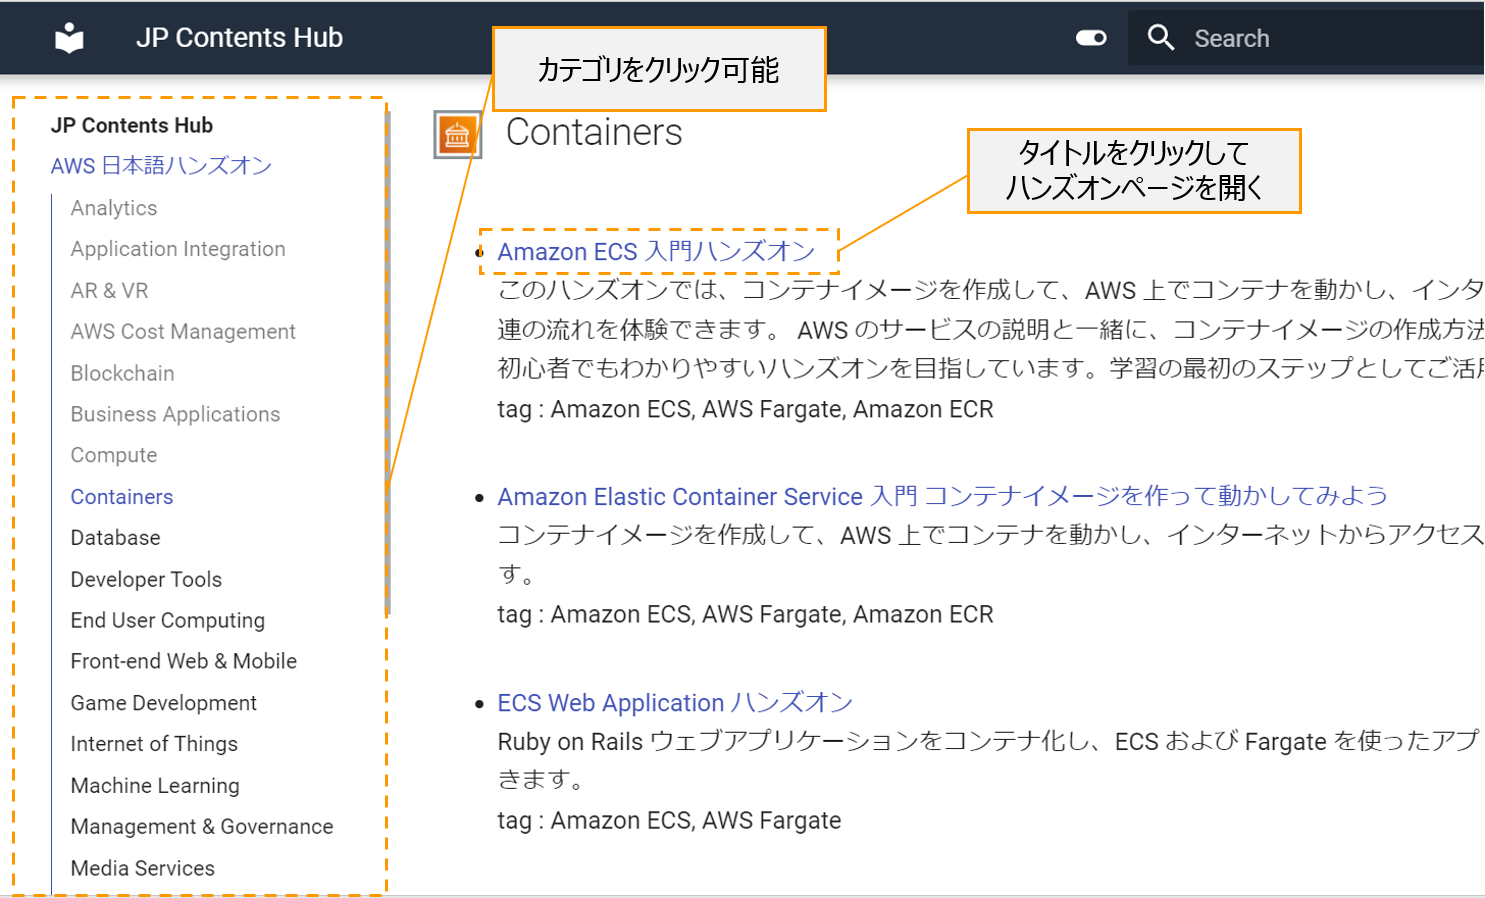 JP Contents Hub
Search
カテゴリをクリック可能
JP Contents Hub
AWS 日本語ハンズオン
Analytics
Application Integration
AR & VR
AWS Cost Management
Blockchain
Business Applications
Compute
Containers
Database
Developer Tools
End User Computing
Front-end Web & Mobile
Game Development
Internet of Things
Machine Learning
Management & Governance
Media Services
Containers
タイトルをクリックして
ハンズオンページを開く
Amazon ECS 入門ハンズオン
このハンズオンでは、コンテナイメージを作成して、AWS 上でコンテナを動かし、インタ
連の流れを体験できます。 AWS のサービスの説明と一緒に、コンテナイメージの作成方法
初心者でもわかりやすいハンズオンを目指しています。学習の最初のステップとしてご活用
tag : Amazon ECS, AWS Fargate, Amazon ECR
Amazon Elastic Container Service 入門 コンテナイメージを作って動かしてみよう
コンテナイメージを作成して、AWS 上でコンテナを動かし、インターネットからアクセス
す。
tag : Amazon ECS, AWS Fargate, Amazon ECR
ECS Web Application ハンズオン
Ruby on Rails ウェブアプリケーションをコンテナ化し、ECS および Fargate を使ったアプ
きます。
tag : Amazon ECS, AWS Fargate